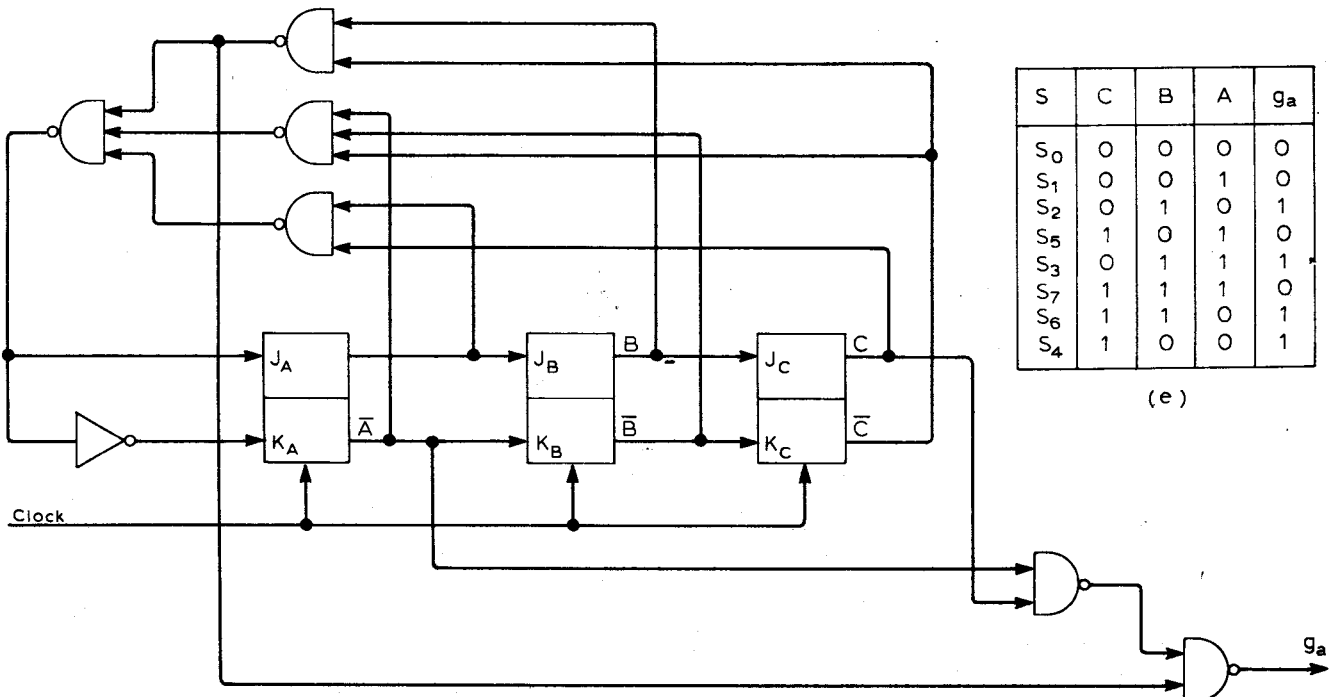 S C B A gₐ
S₀ 0 0 0 0
S₁ 0 0 1 0
S₂ 0 1 0 1
S₅ 1 0 1 0
S₃ 0 1 1 1
S₇ 1 1 1 0
S₆ 1 1 0 1
S₄ 1 0 0 1
(e)
J_A J_B B J_C C
K_A A̅ K_B B̅ K_C C̅
Clock
gₐ